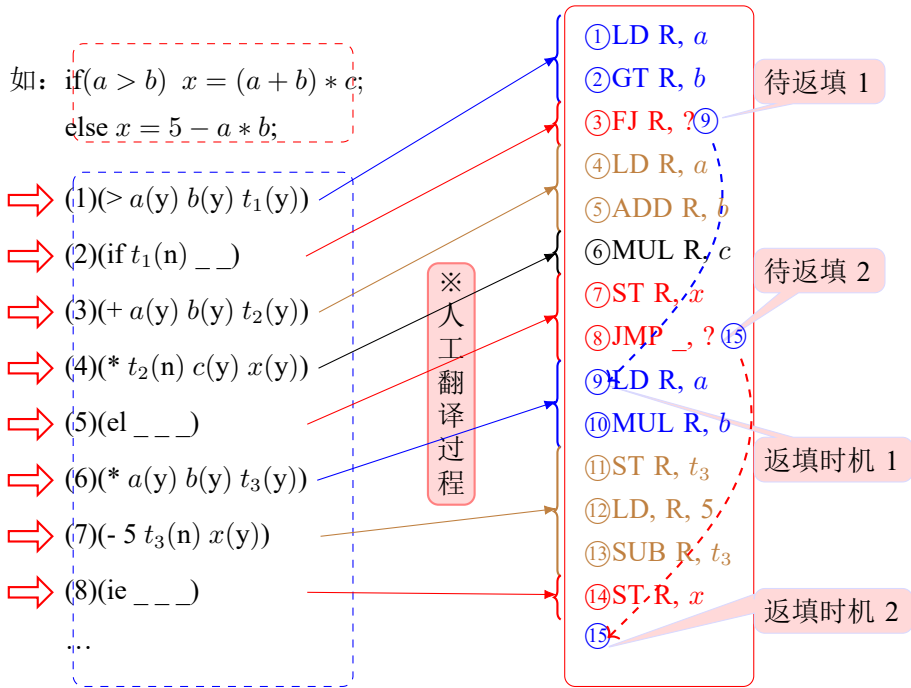 如：if(a > b) x = (a + b) * c;
else x = 5 − a * b;
(1)(> a(y) b(y) t₁(y))
(2)(if t₁(n) _ _)
(3)(+ a(y) b(y) t₂(y))
(4)(* t₂(n) c(y) x(y))
(5)(el _ _ _)
(6)(* a(y) b(y) t₃(y))
(7)(- 5 t₃(n) x(y))
(8)(ie _ _ _)
...
※人工翻译过程
①LD R, a
②GT R, b
③FJ R, ?⑨
④LD R, a
⑤ADD R, b
⑥MUL R, c
⑦ST R, x
⑧JMP _, ? ⑮
⑨LD R, a
⑩MUL R, b
⑪ST R, t₃
⑫LD, R, 5
⑬SUB R, t₃
⑭ST R, x
⑮
待返填 1
待返填 2
返填时机 1
返填时机 2